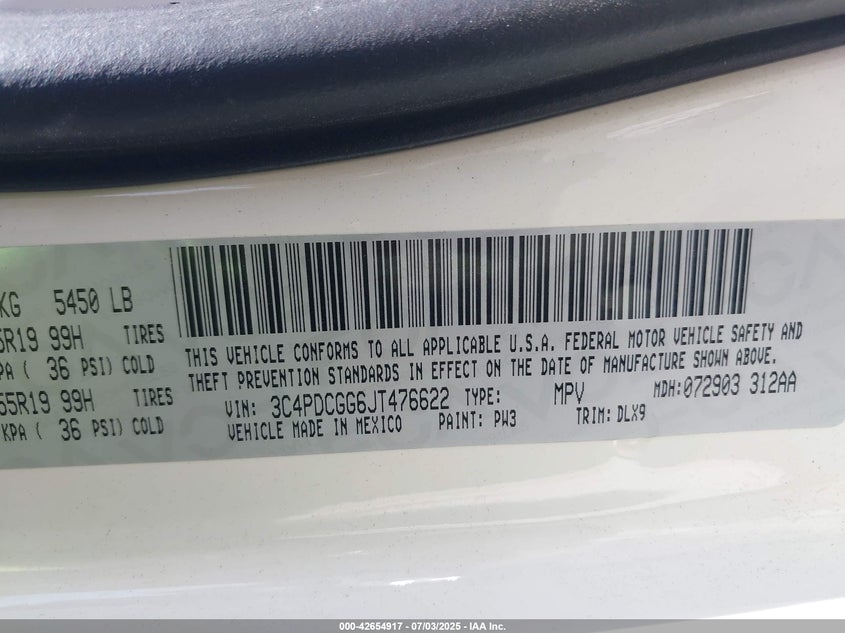 KG 5450 LB
5R19 99H TIRES
PA ( 36 PSI) COLD
55R19 99H TIRES
KPA ( 36 PSI) COLD
THIS VEHICLE CONFORMS TO ALL APPLICABLE U.S.A. FEDERAL MOTOR VEHICLE SAFETY AND
THEFT PREVENTION STANDARDS IN EFFECT ON THE DATE OF MANUFACTURE SHOWN ABOVE.
VIN: 3C4PDCGG6JT476622 TYPE: MPV MDH:072903 312AA
VEHICLE MADE IN MEXICO PAINT: PW3 TRIM: DLX9
000-42654917 - 07/03/2025 - IAA Inc.